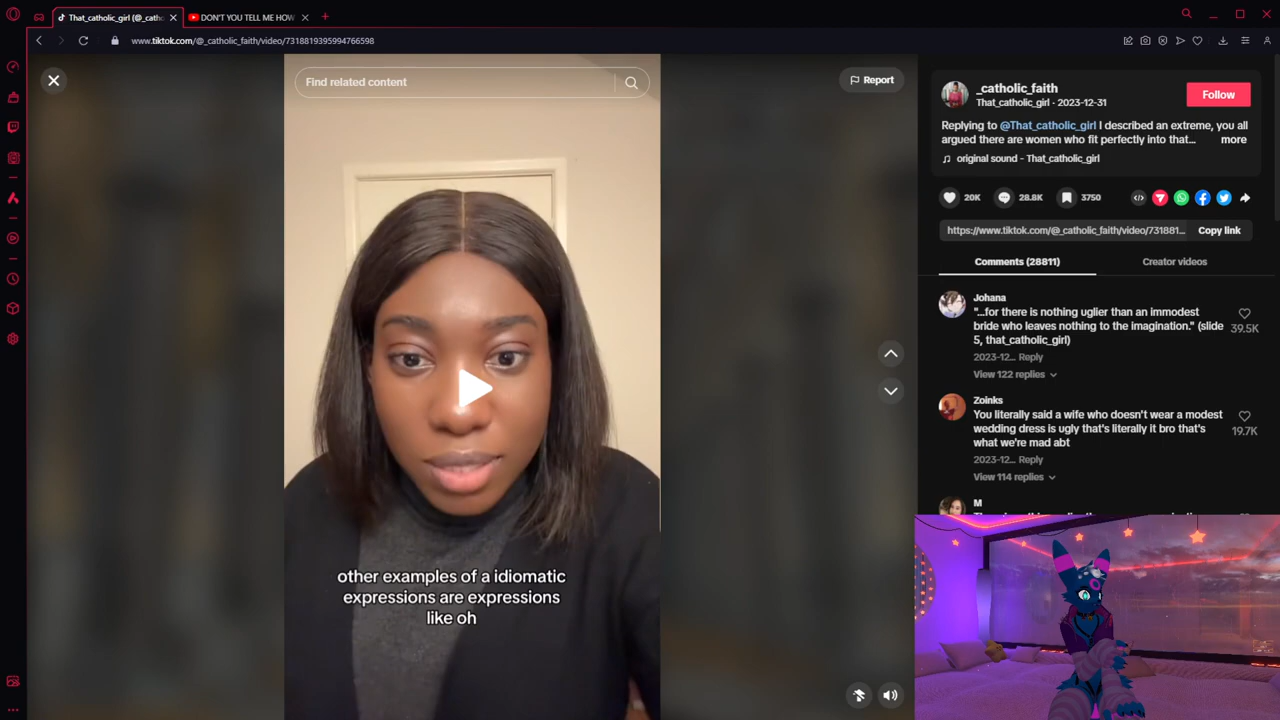 That_catholic_girl (@_catho
DON'T YOU TELL ME HOW
www.tiktok.com/@_catholic_faith/video/7318819395994766598
Find related content
Report
other examples of a idiomatic
expressions are expressions
like oh
_catholic_faith
That_catholic_girl · 2023-12-31
Follow
Replying to @That_catholic_girl I described an extreme, you all
argued there are women who fit perfectly into that... more
original sound - That_catholic_girl
20K
28.8K
3750
https://www.tiktok.com/@_catholic_faith/video/731881...
Copy link
Comments (28811)
Creator videos
Johana
"...for there is nothing uglier than an immodest
bride who leaves nothing to the imagination." (slide
5, that_catholic_girl)
39.5K
2023-12... Reply
View 122 replies
Zoinks
You literally said a wife who doesn't wear a modest
wedding dress is ugly that's literally it bro that's
what we're mad abt
19.7K
2023-12... Reply
View 114 replies
M